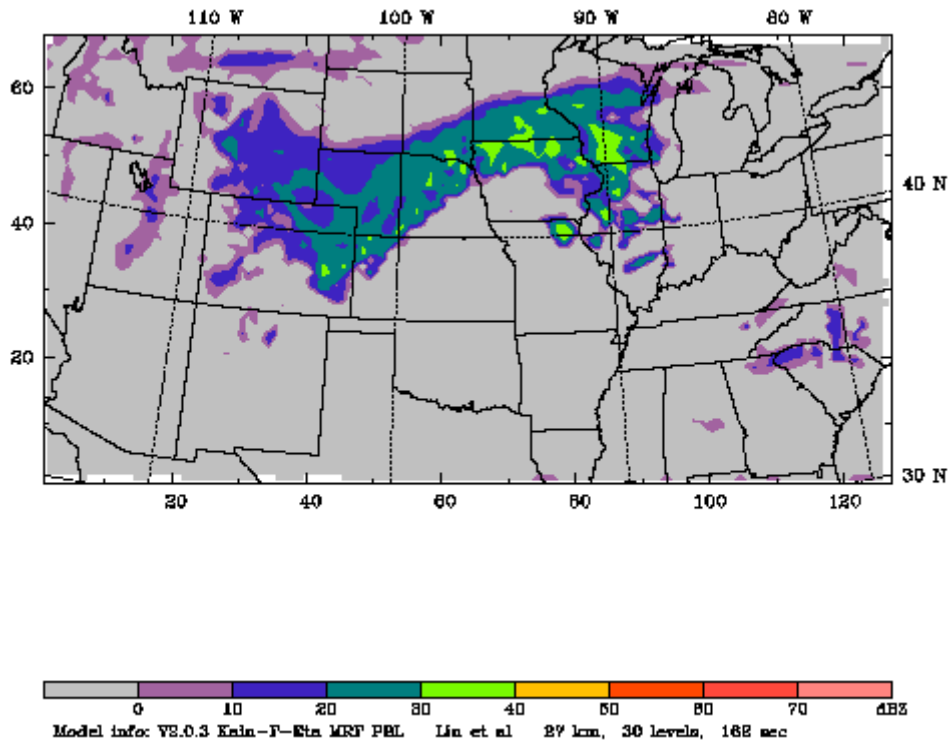 110 W 100 W 90 W 80 W
60
40
20
40 N
30 N
20 40 60 80 100 120
0 10 20 30 40 50 60 70 dBZ
Model info: V2.0.3 Kain-F-Eta MRF PBL Lin et al 27 km, 30 levels, 162 sec